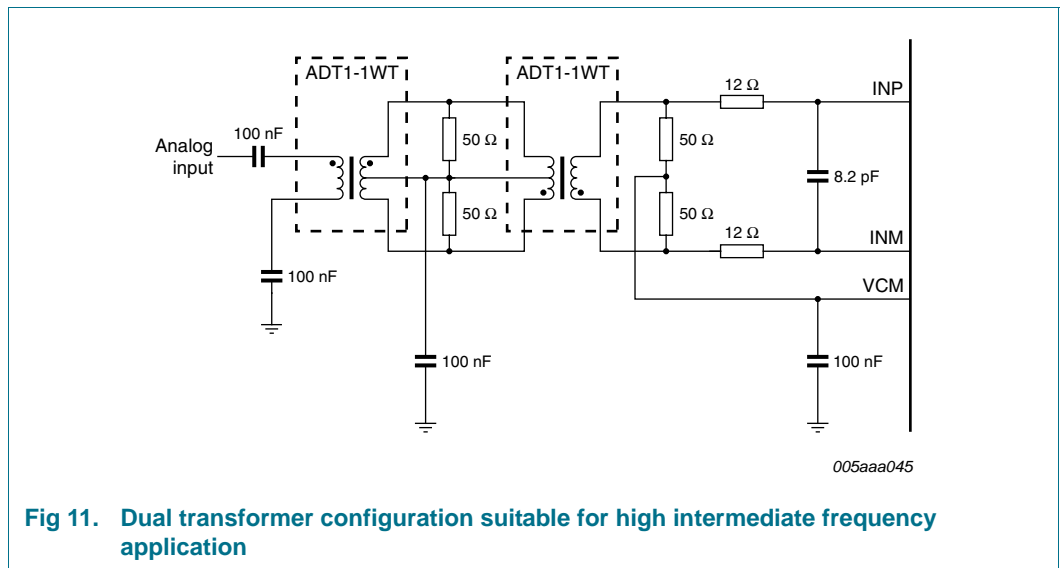 ADT1-1WT
ADT1-1WT
12 Ω
INP
100 nF
Analog
input
50 Ω
50 Ω
8.2 pF
50 Ω
50 Ω
12 Ω
INM
100 nF
VCM
100 nF
100 nF
005aaa045
Fig 11. Dual transformer configuration suitable for high intermediate frequency
application